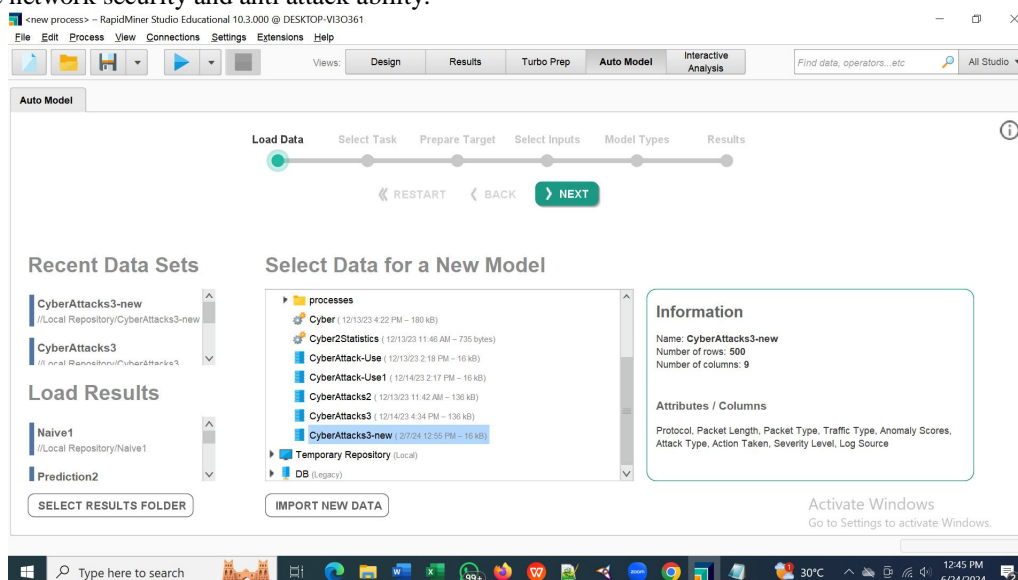 network security and anti attack ability.
<new process> – RapidMiner Studio Educational 10.3.000 @ DESKTOP-VI3O361
File Edit Process View Connections Settings Extensions Help
Views: Design Results Turbo Prep Auto Model Interactive Analysis Find data, operators...etc All Studio
Auto Model
Load Data Select Task Prepare Target Select Inputs Model Types Results
RESTART BACK NEXT
Recent Data Sets
CyberAttacks3-new
//Local Repository/CyberAttacks3-new
CyberAttacks3
//Local Repository/CyberAttacks3
Load Results
Naive1
//Local Repository/Naive1
Prediction2
SELECT RESULTS FOLDER
Select Data for a New Model
processes
Cyber ( 12/13/23 4:22 PM – 180 kB)
Cyber2Statistics ( 12/13/23 11:46 AM – 735 bytes)
CyberAttack-Use ( 12/13/23 2:18 PM – 16 kB)
CyberAttack-Use1 ( 12/14/23 2:17 PM – 16 kB)
CyberAttacks2 ( 12/13/23 11:42 AM – 136 kB)
CyberAttacks3 ( 12/14/23 4:34 PM – 136 kB)
CyberAttacks3-new ( 2/7/24 12:55 PM – 16 kB)
Temporary Repository (Local)
DB (Legacy)
IMPORT NEW DATA
Information
Name: CyberAttacks3-new
Number of rows: 500
Number of columns: 9
Attributes / Columns
Protocol, Packet Length, Packet Type, Traffic Type, Anomaly Scores,
Attack Type, Action Taken, Severity Level, Log Source
Activate Windows
Go to Settings to activate Windows.
Type here to search
99+
zoom
30°C
12:45 PM
6/24/2024